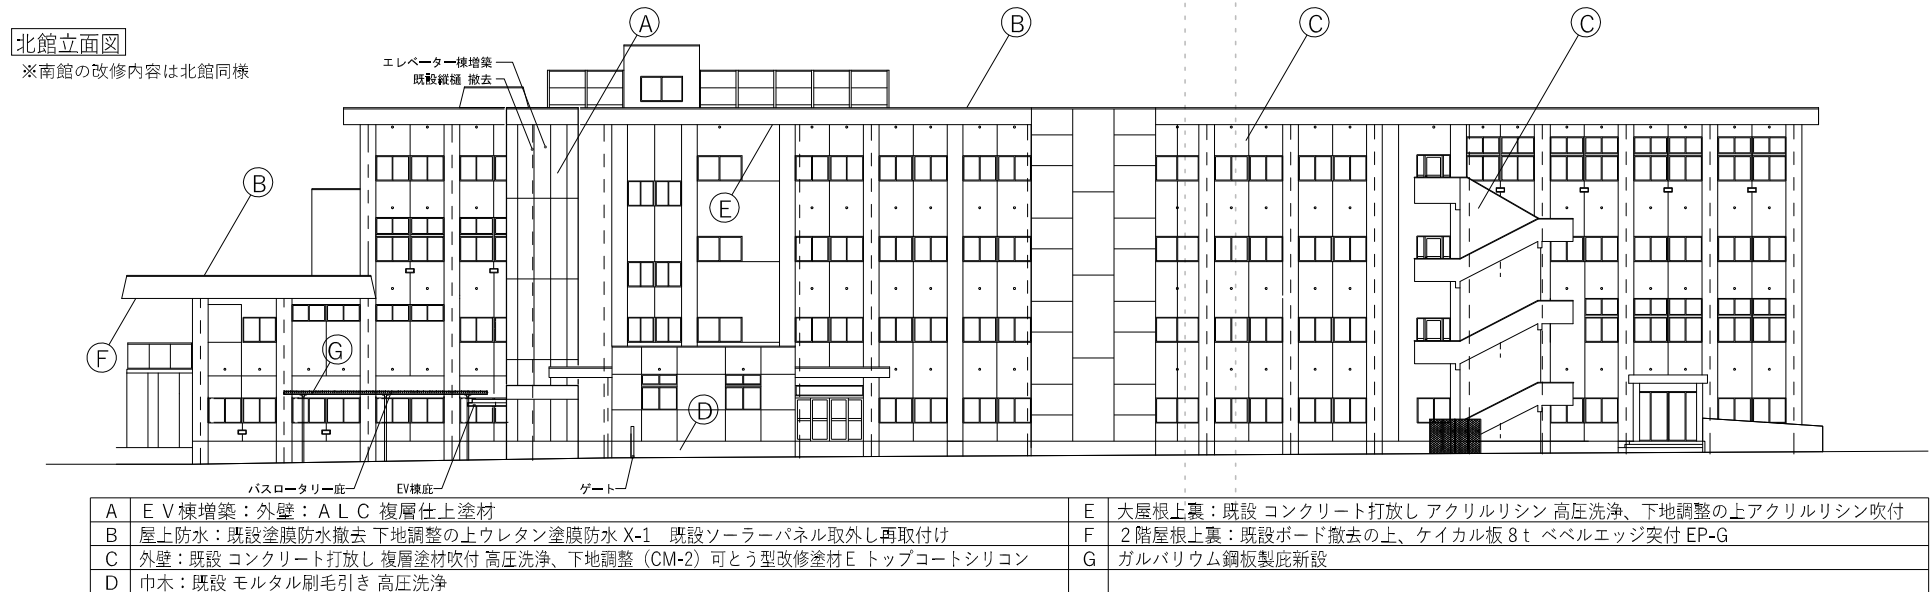 北館立面図
※南館の改修内容は北館同様
エレベーター棟増築
既設縦樋 撤去
A
B
C
C
B
E
F
G
D
バスロータリー庇
EV棟庇
ゲート
A EV棟増築:外壁:ALC 複層仕上塗材
B 屋上防水:既設塗膜防水撤去 下地調整の上ウレタン塗膜防水 X-1 既設ソーラーパネル取外し再取付け
C 外壁:既設 コンクリート打放し 複層塗材吹付 高圧洗浄、下地調整(CM-2)可とう型改修塗材E トップコートシリコン
D 巾木:既設 モルタル刷毛引き 高圧洗浄
E 大屋根上裏:既設 コンクリート打放し アクリルリシン 高圧洗浄、下地調整の上アクリルリシン吹付
F 2階屋根上裏:既設ボード撤去の上、ケイカル板 8t ベベルエッジ突付 EP-G
G ガルバリウム鋼板製庇新設